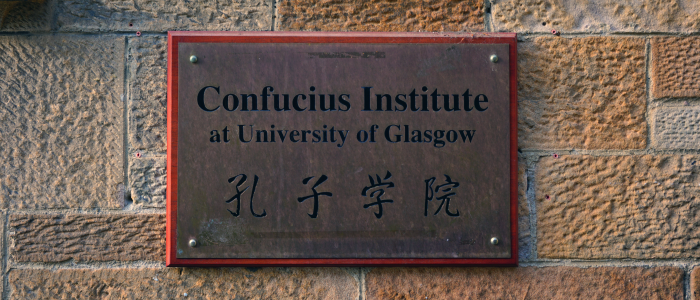 Confucius Institute
at University of Glasgow
孔子学院